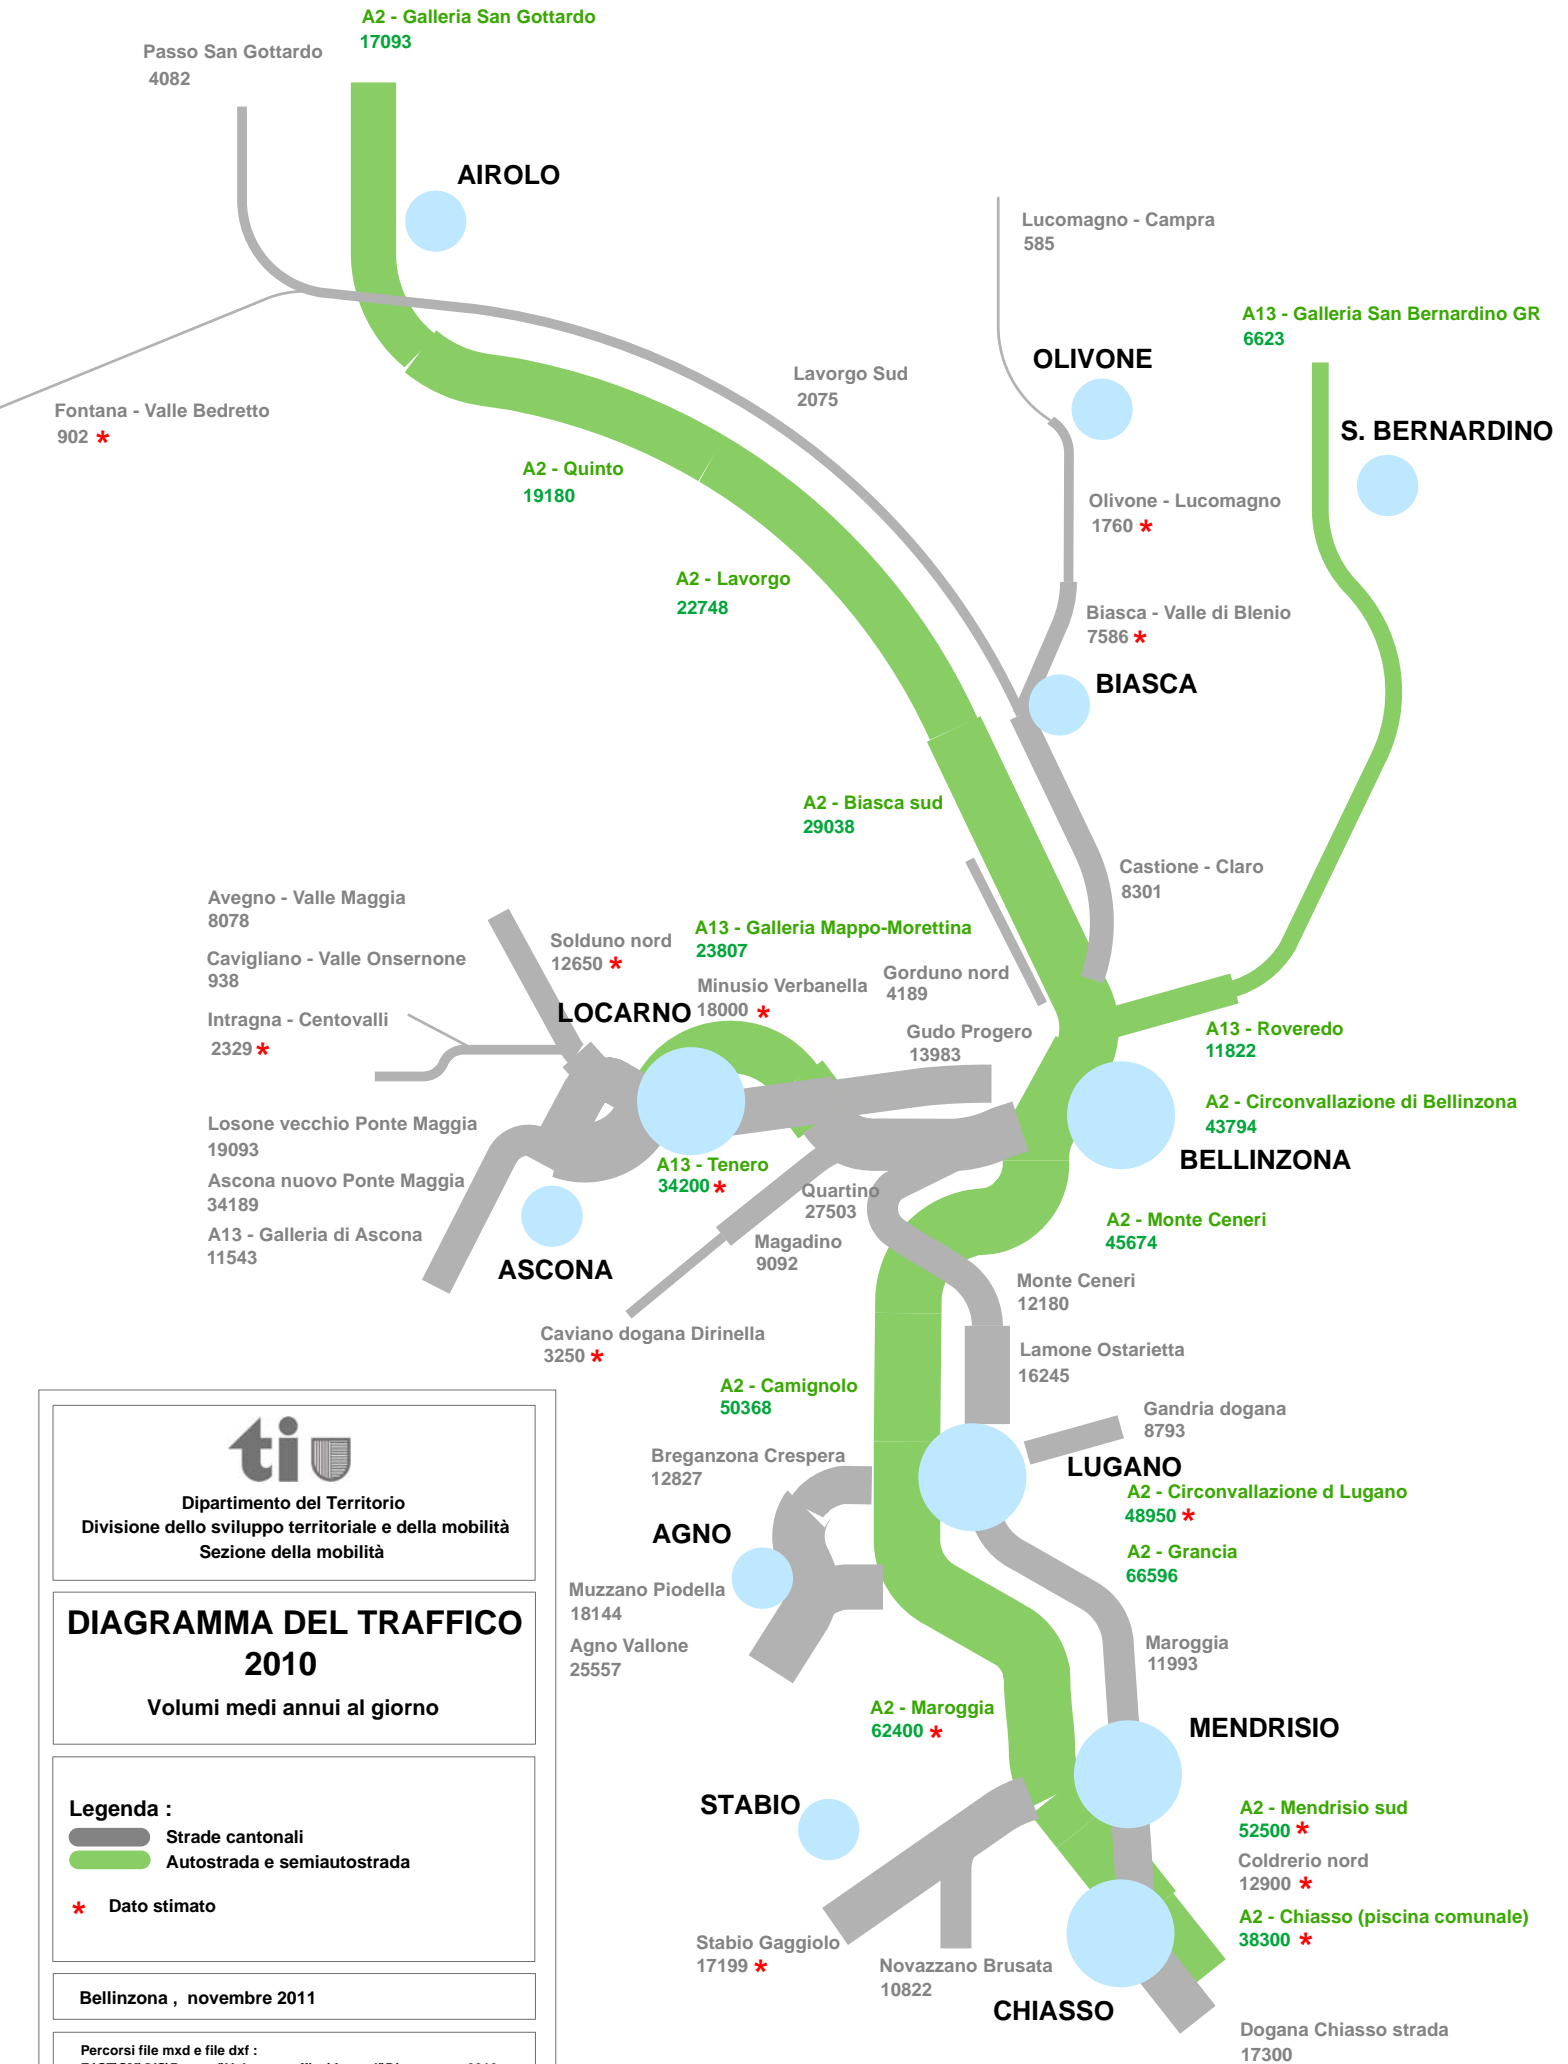 A2 - Galleria San Gottardo
17093
Passo San Gottardo
4082
AIROLO
Lucomagno - Campra
585
A13 - Galleria San Bernardino GR
6623
OLIVONE
Lavorgo Sud
2075
Fontana - Valle Bedretto
902 *
S. BERNARDINO
A2 - Quinto
19180
Olivone - Lucomagno
1760 *
A2 - Lavorgo
22748
Biasca - Valle di Blenio
7586 *
BIASCA
A2 - Biasca sud
29038
Castione - Claro
8301
Avegno - Valle Maggia
8078
Solduno nord
12650 *
A13 - Galleria Mappo-Morettina
23807
Cavigliano - Valle Onsernone
938
Minusio Verbanella
18000 *
Gorduno nord
4189
LOCARNO
Intragna - Centovalli
2329 *
Gudo Progero
13983
A13 - Roveredo
11822
A2 - Circonvallazione di Bellinzona
43794
BELLINZONA
Losone vecchio Ponte Maggia
19093
A13 - Tenero
34200 *
Ascona nuovo Ponte Maggia
34189
Quartino
27503
A13 - Galleria di Ascona
11543
Magadino
9092
A2 - Monte Ceneri
45674
ASCONA
Monte Ceneri
12180
Caviano dogana Dirinella
3250 *
Lamone Ostarietta
16245
A2 - Camignolo
50368
Gandria dogana
8793
Breganzona Crespera
12827
LUGANO
A2 - Circonvallazione d Lugano
48950 *
AGNO
A2 - Grancia
66596
Muzzano Piodella
18144
Agno Vallone
25557
Maroggia
11993
A2 - Maroggia
62400 *
MENDRISIO
STABIO
A2 - Mendrisio sud
52500 *
Coldrerio nord
12900 *
A2 - Chiasso (piscina comunale)
38300 *
Stabio Gaggiolo
17199 *
Novazzano Brusata
10822
CHIASSO
Dogana Chiasso strada
17300
ti
Dipartimento del Territorio
Divisione dello sviluppo territoriale e della mobilità
Sezione della mobilità
DIAGRAMMA DEL TRAFFICO
2010
Volumi medi annui al giorno
Legenda :
Strade cantonali
Autostrada e semiautostrada
* Dato stimato
Bellinzona , novembre 2011
Percorsi file mxd e file dxf :